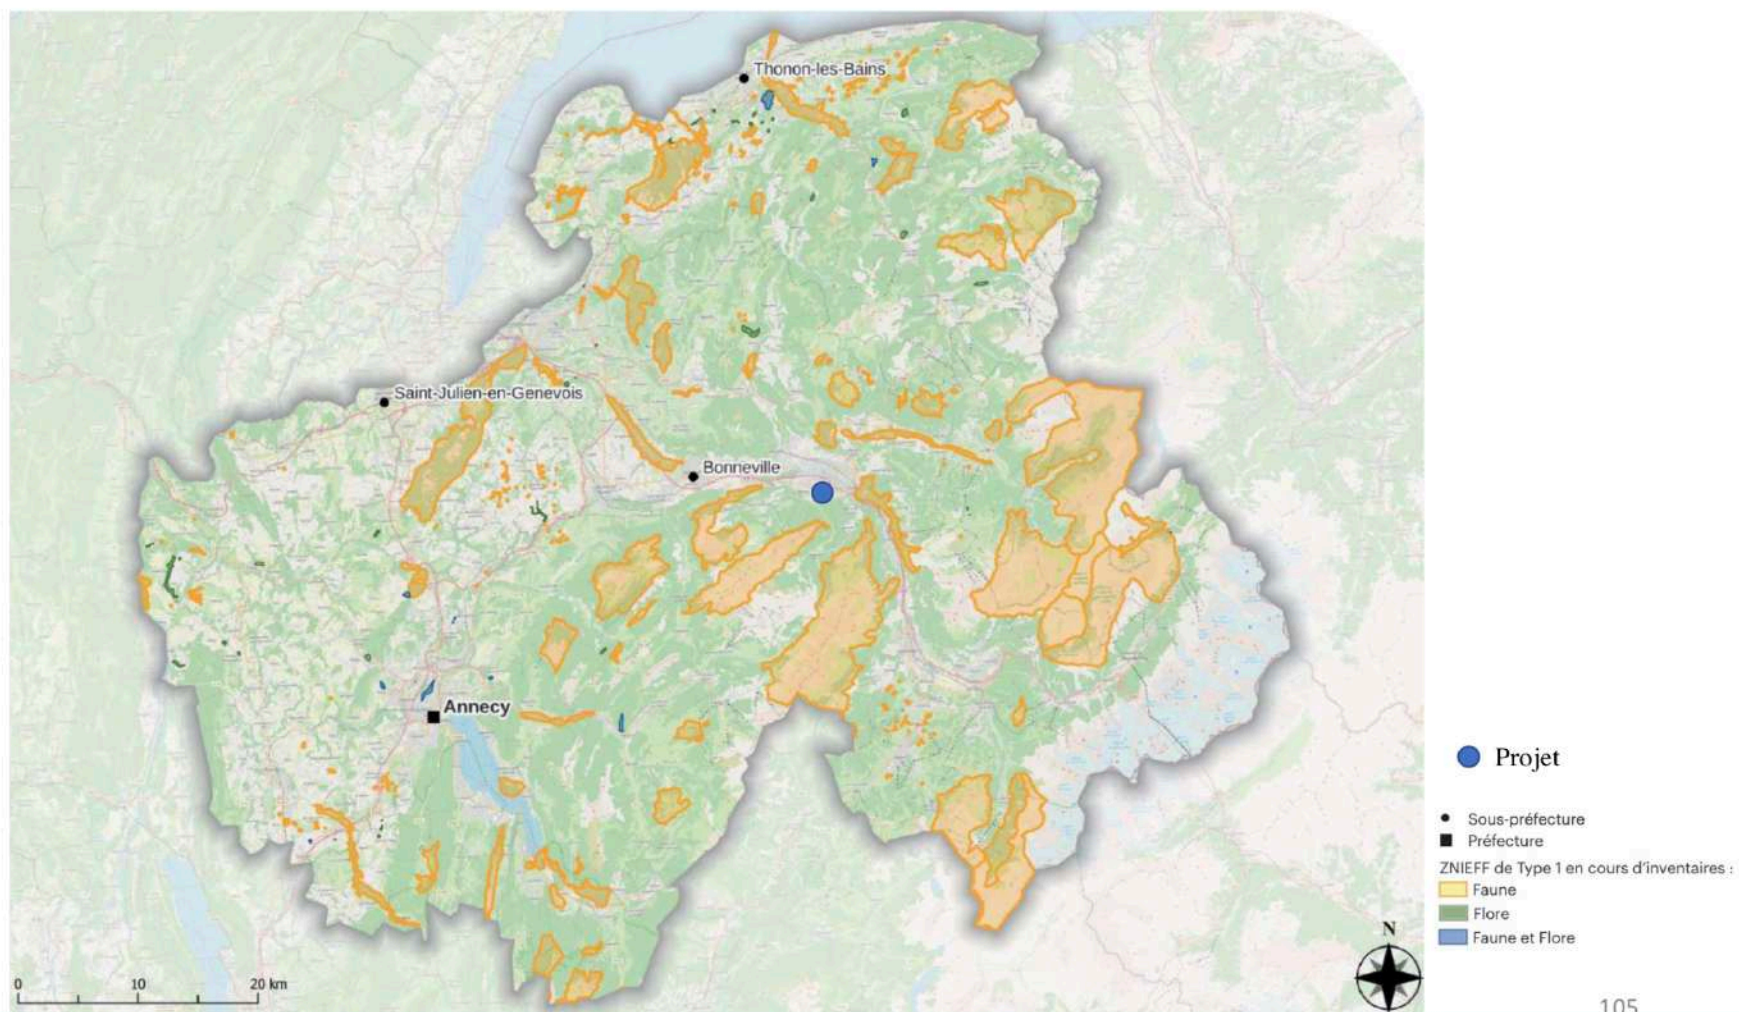 Thonon-les-Bains
Saint-Julien-en-Genevois
Bonneville
Annecy
Projet
Sous-préfecture
Préfecture
ZNIEFF de Type 1 en cours d'inventaires :
Faune
Flore
Faune et Flore
N
0 10 20 km
105